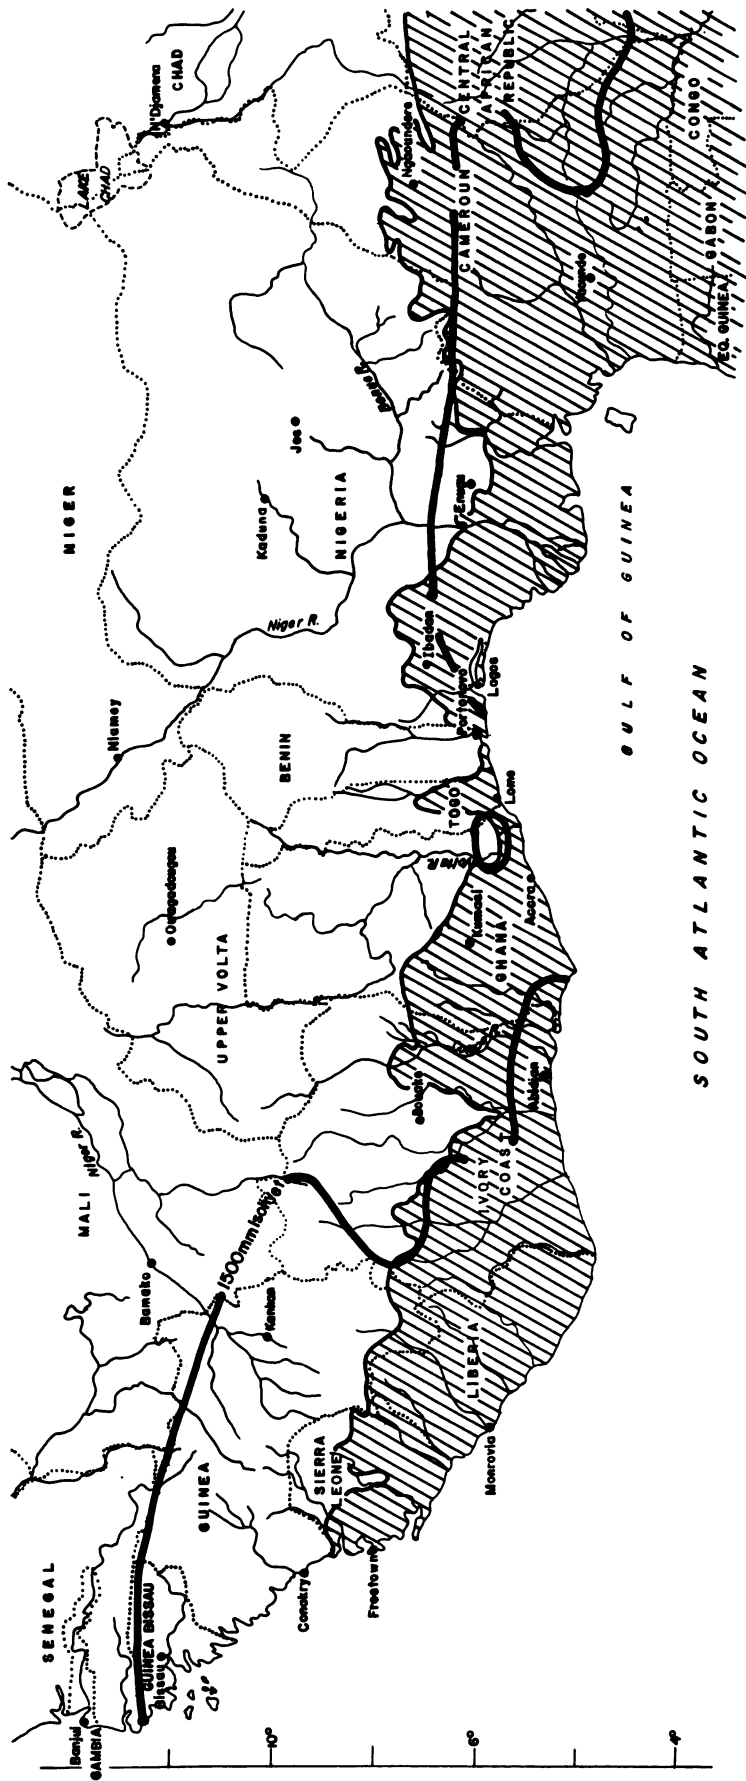 SENEGAL
Banjul
GAMBIA
GUINEA BISSAU
Bissau
GUINEA
Conakry
Freetown
SIERRA
LEONE
Monrovia
LIBERIA
Kankan
1500mm isohyet
Bamako
MALI
Niger R.
IVORY
COAST
Bouake
Abidjan
UPPER VOLTA
Ouagadougou
GHANA
Kumasi
Accra
Volta R.
TOGO
Lome
BENIN
Niamey
Portonovo
Lagos
Ibadan
Niger R.
NIGER
Kaduna
NIGERIA
Jos
Enugu
Benue R.
LAKE
CHAD
N'Djamena
CHAD
Ngaoundere
CAMEROUN
CENTRAL
AFRICAN
REPUBLIC
Yaounde
CONGO
GABON
EQ. GUINEA
GULF OF GUINEA
SOUTH ATLANTIC OCEAN
10°
6°
4°